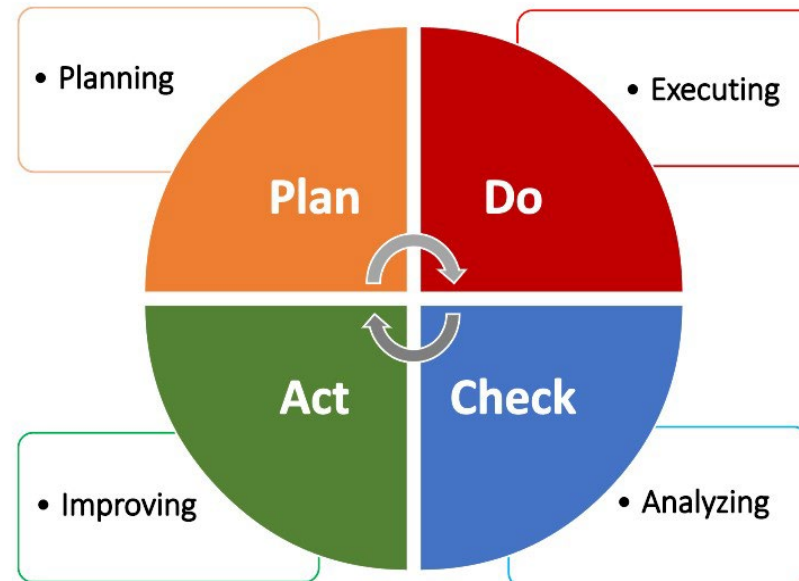 • Planning
• Executing
Plan
Do
Act
Check
• Improving
• Analyzing